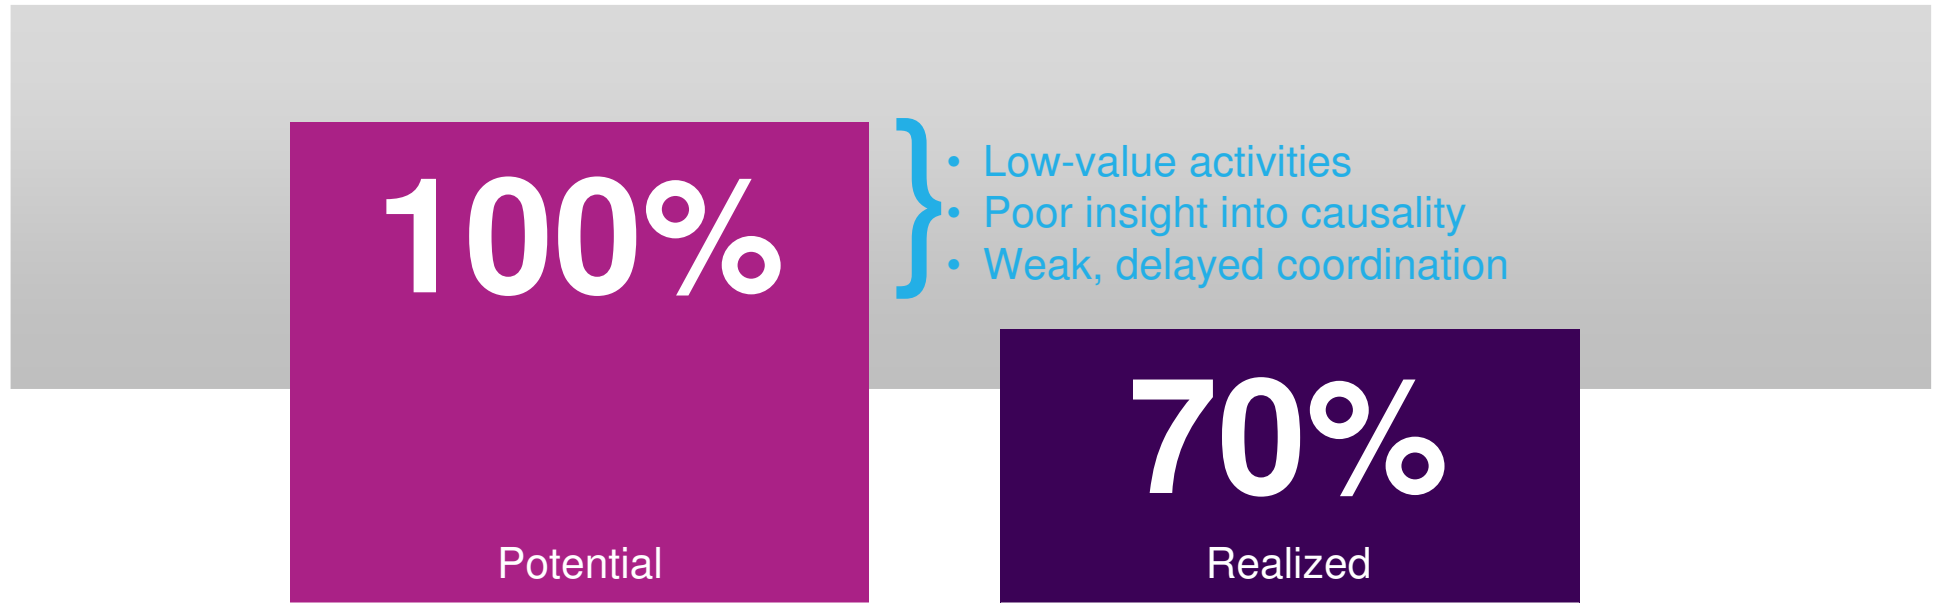 100%
}
• Low-value activities
• Poor insight into causality
• Weak, delayed coordination
70%
Potential
Realized